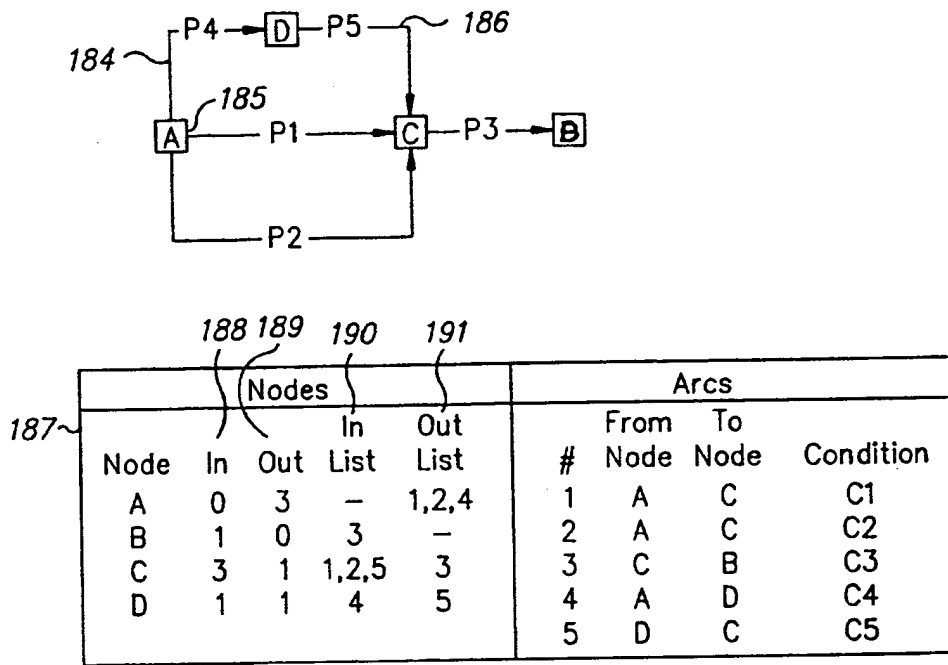 P4 D P5 186
184
185
A P1 C P3 B
P2
188 189 190 191
Nodes Arcs
187
In Out From To
Node In Out List List # Node Node Condition
A 0 3 – 1,2,4 1 A C C1
B 1 0 3 – 2 A C C2
C 3 1 1,2,5 3 3 C B C3
D 1 1 4 5 4 A D C4
5 D C C5